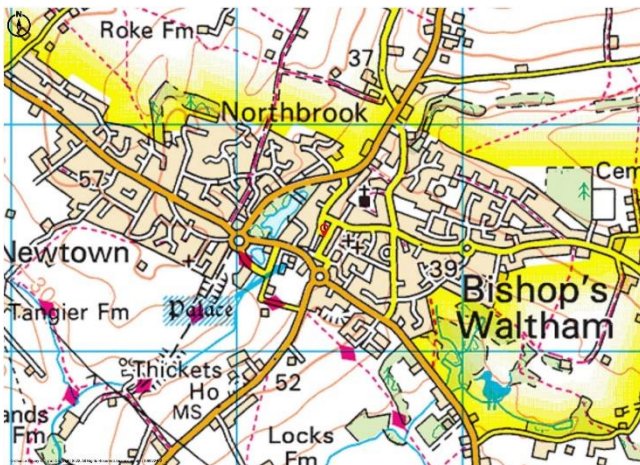 N
Roke Fm
37
Northbrook
Cem
57
Newtown
Palace
39
30
Tangier Fm
Bishop's
Waltham
Thickets
Ho
MS
52
ands
Fm
Locks
Fm